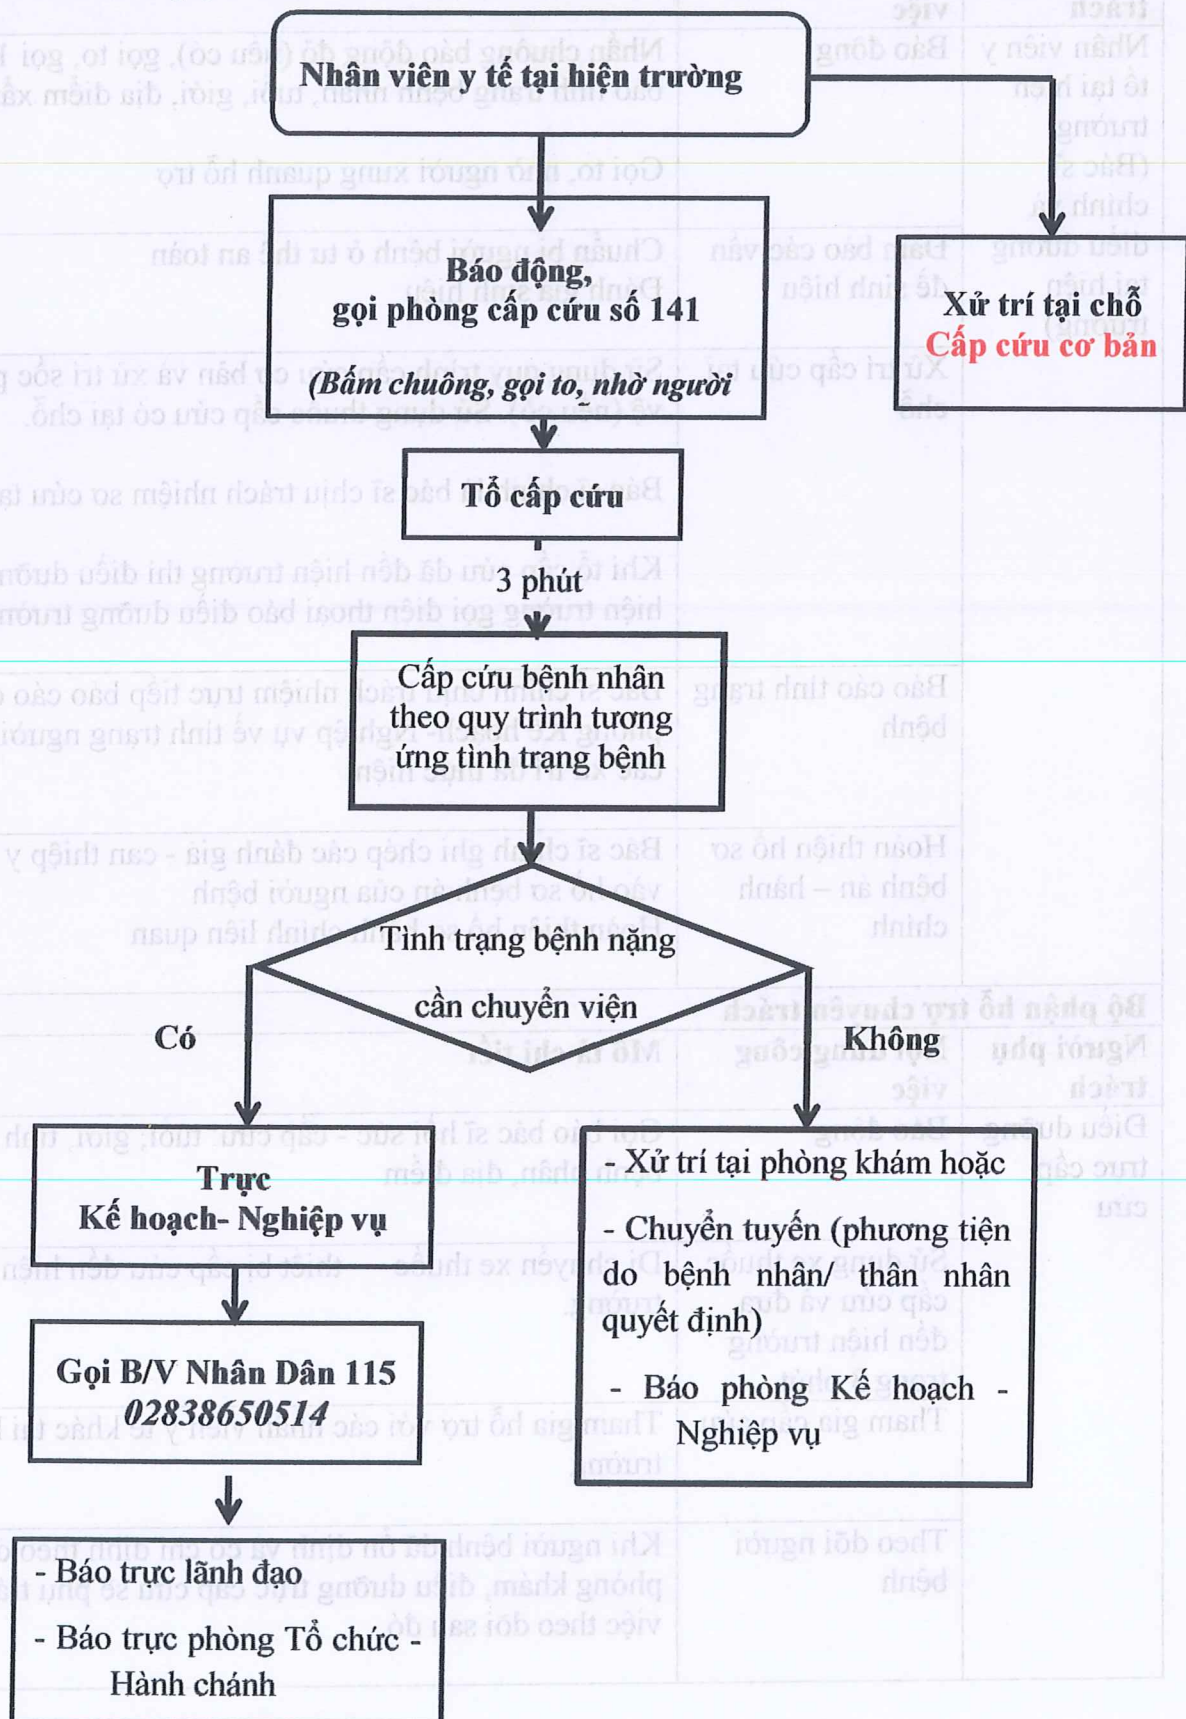 Nhân viên y tế tại hiện trường
Báo động,
gọi phòng cấp cứu số 141
(Bấm chuông, gọi to, nhờ người
Xử trí tại chỗ
Cấp cứu cơ bản
Tổ cấp cứu
3 phút
Cấp cứu bệnh nhân
theo quy trình tương
ứng tình trạng bệnh
Tình trạng bệnh nặng
cần chuyển viện
Có
Không
Trực
Kế hoạch- Nghiệp vụ
Gọi B/V Nhân Dân 115
02838650514
- Báo trực lãnh đạo
- Báo trực phòng Tổ chức -
Hành chánh
- Xử trí tại phòng khám hoặc
- Chuyển tuyến (phương tiện
do bệnh nhân/ thân nhân
quyết định)
- Báo phòng Kế hoạch -
Nghiệp vụ